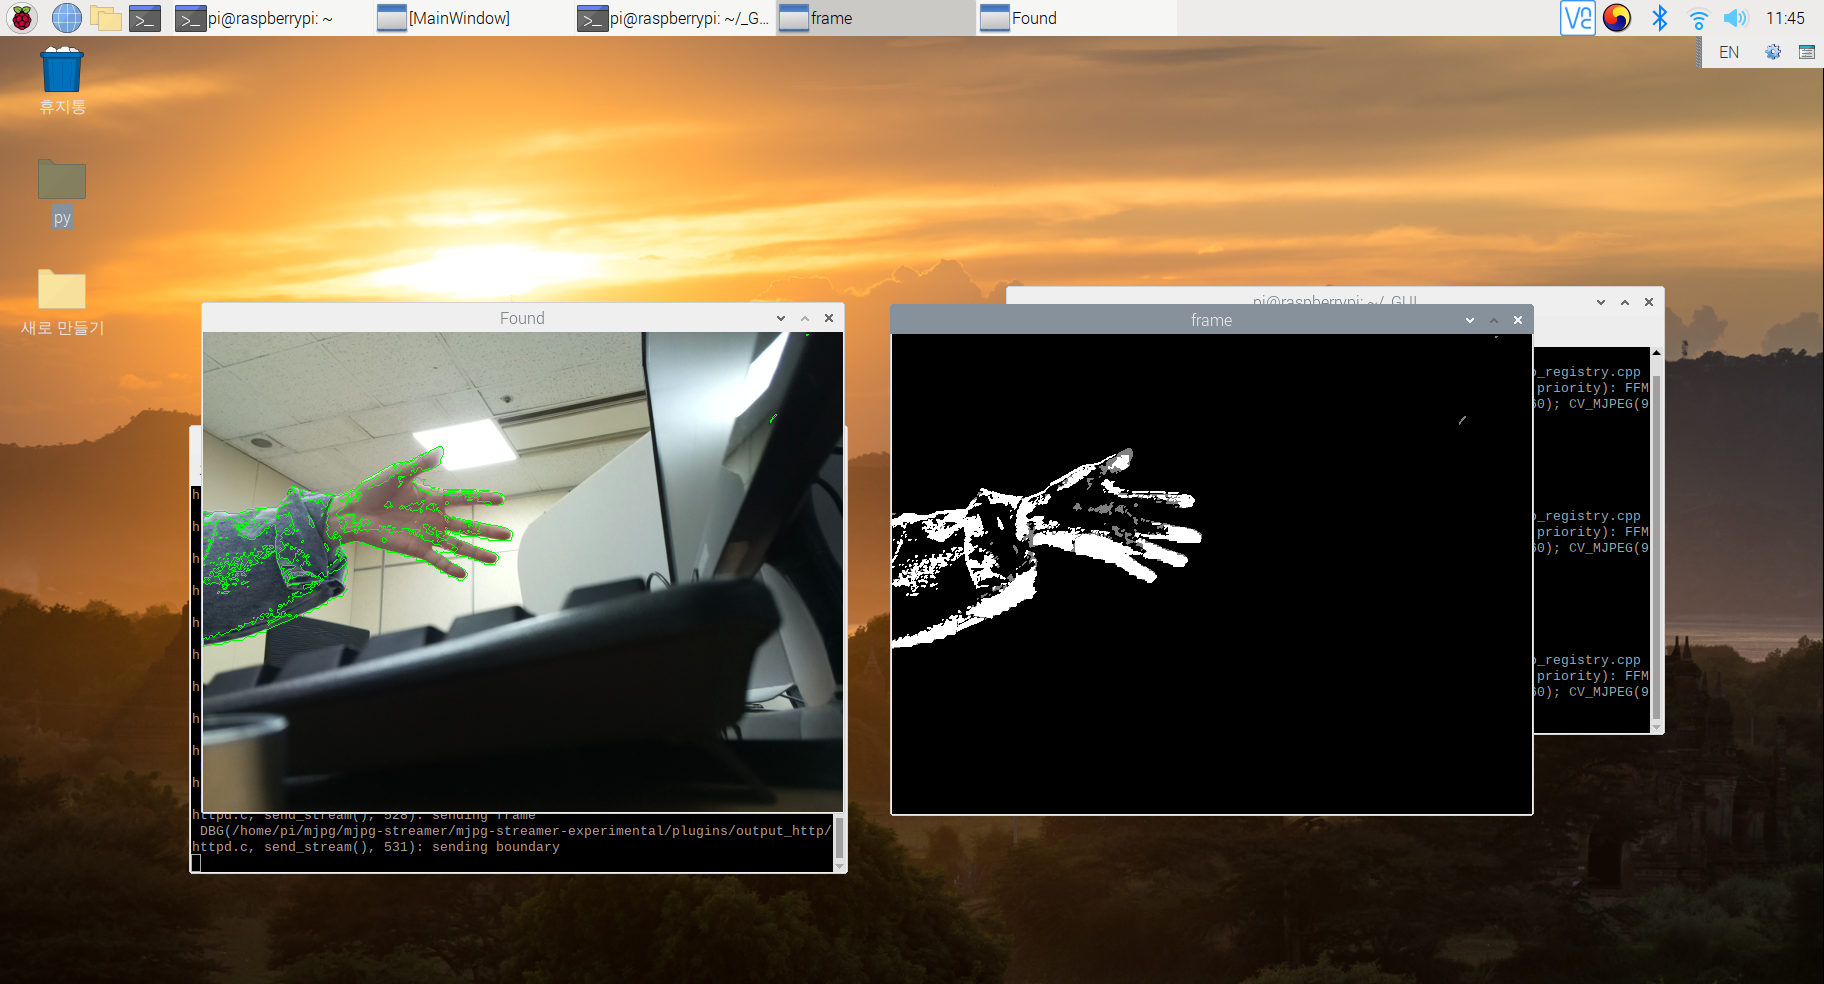 pi@raspberrypi: ~
[MainWindow]
pi@raspberrypi: ~/_G...
frame
Found
11:45
EN
휴지통
py
새로 만들기
Found
pi@raspberrypi: ~/_GUI
frame
_registry.cpp
priority): FFM
60); CV_MJPEG(9
_registry.cpp
priority): FFM
60); CV_MJPEG(9
_registry.cpp
priority): FFM
60); CV_MJPEG(9
h
h
h
h
h
h
h
h
h
h
httpd.c, send_stream(), 528): sending frame
DBG(/home/pi/mjpg/mjpg-streamer/mjpg-streamer-experimental/plugins/output_http/
httpd.c, send_stream(), 531): sending boundary